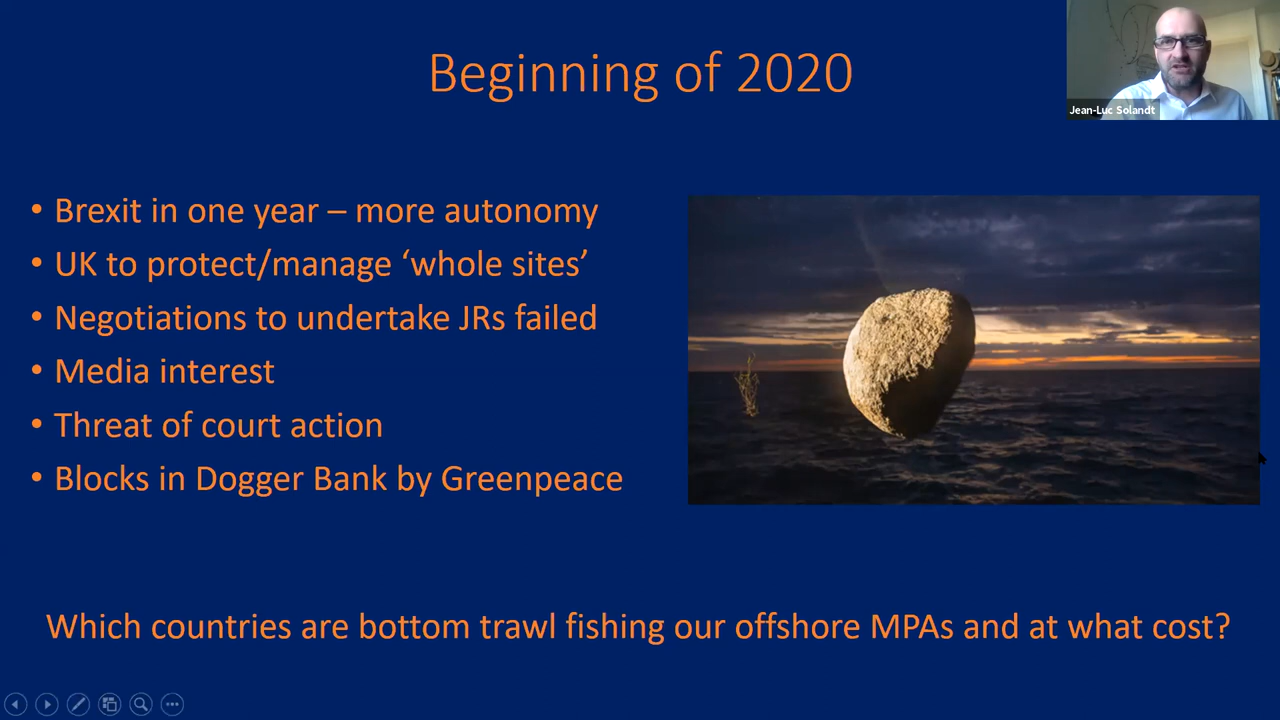 Beginning of 2020
Jean-Luc Solandt
• Brexit in one year – more autonomy
• UK to protect/manage ‘whole sites’
• Negotiations to undertake JRs failed
• Media interest
• Threat of court action
• Blocks in Dogger Bank by Greenpeace
Which countries are bottom trawl fishing our offshore MPAs and at what cost?